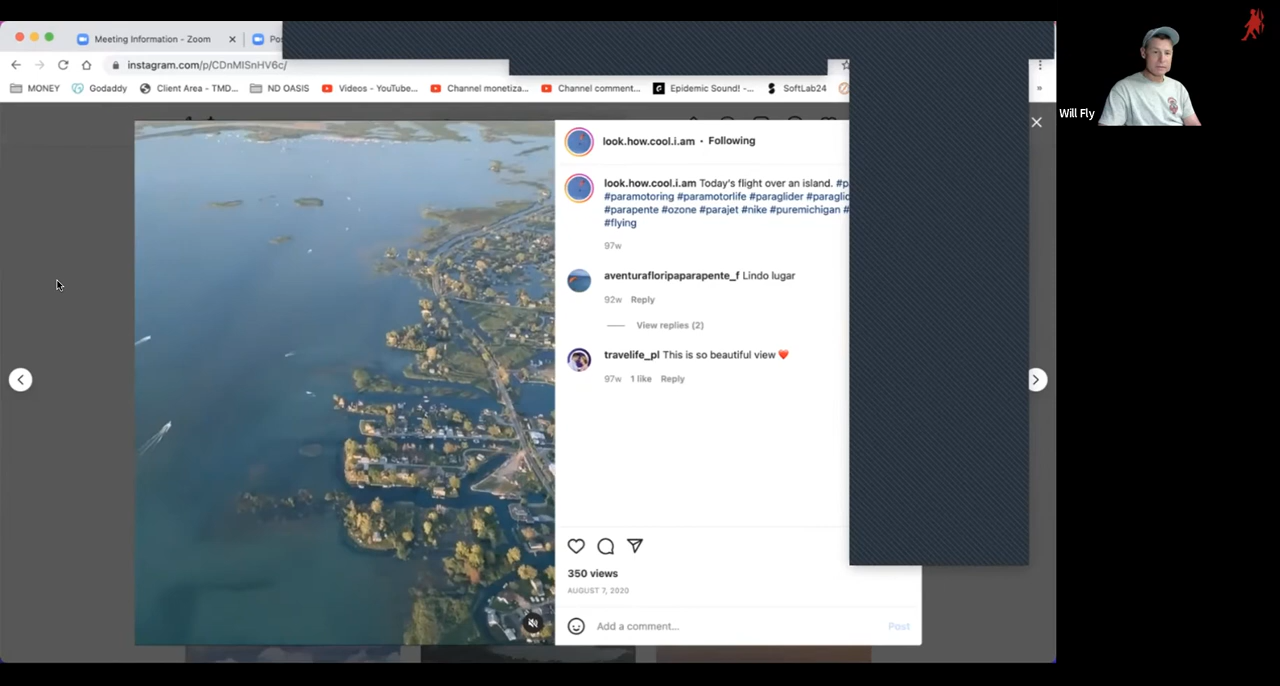 Meeting Information - Zoom
instagram.com/p/CDnMISnHV6c/
MONEY Godaddy Client Area - TMD... ND OASIS Videos - YouTube... Channel monetiza... Channel comment... Epidemic Sound! -... SoftLab24 »
Will Fly
look.how.cool.i.am • Following
look.how.cool.i.am Today's flight over an island.
#paramotoring #paramotorlife #paraglider
#parapente #ozone #parajet #nike #puremichigan
#flying
97w
aventurafloripaparapente_f Lindo lugar
92w Reply
View replies (2)
travelife_pl This is so beautiful view ❤️
97w 1 like Reply
350 views
AUGUST 7, 2020
Add a comment... Post